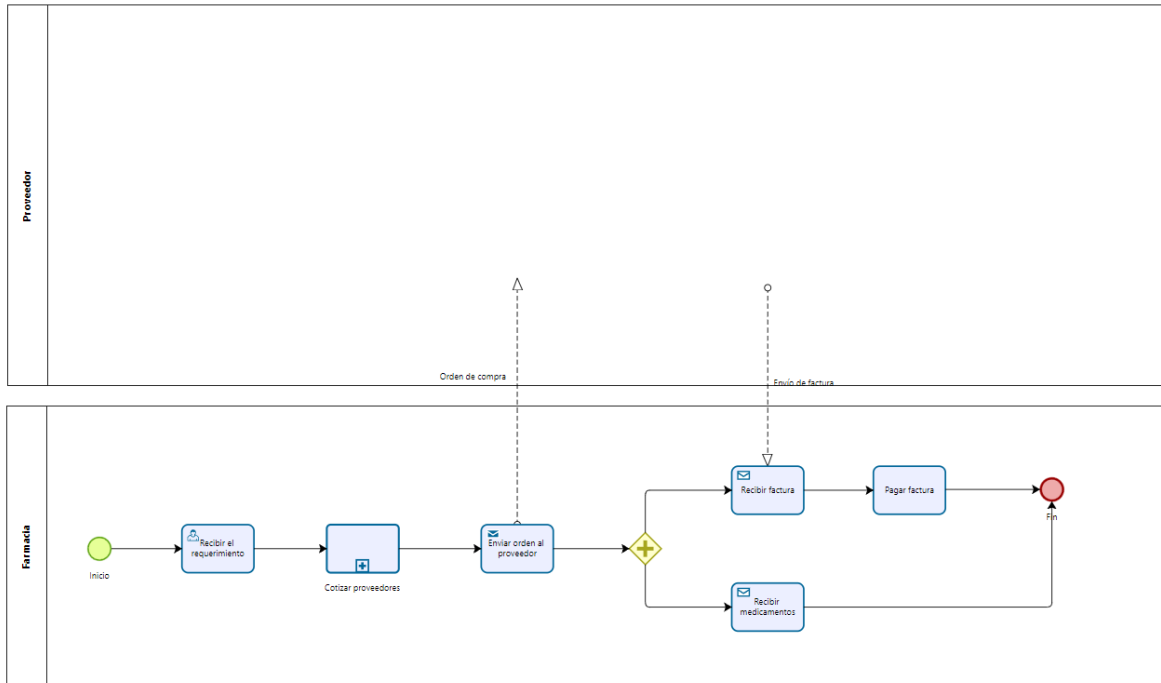 Proveedor
Orden de compra
Envío de factura
Farmacia
Inicio
Recibir el
requerimiento
Cotizar proveedores
Enviar orden al
proveedor
Recibir factura
Pagar factura
Fin
Recibir
medicamentos